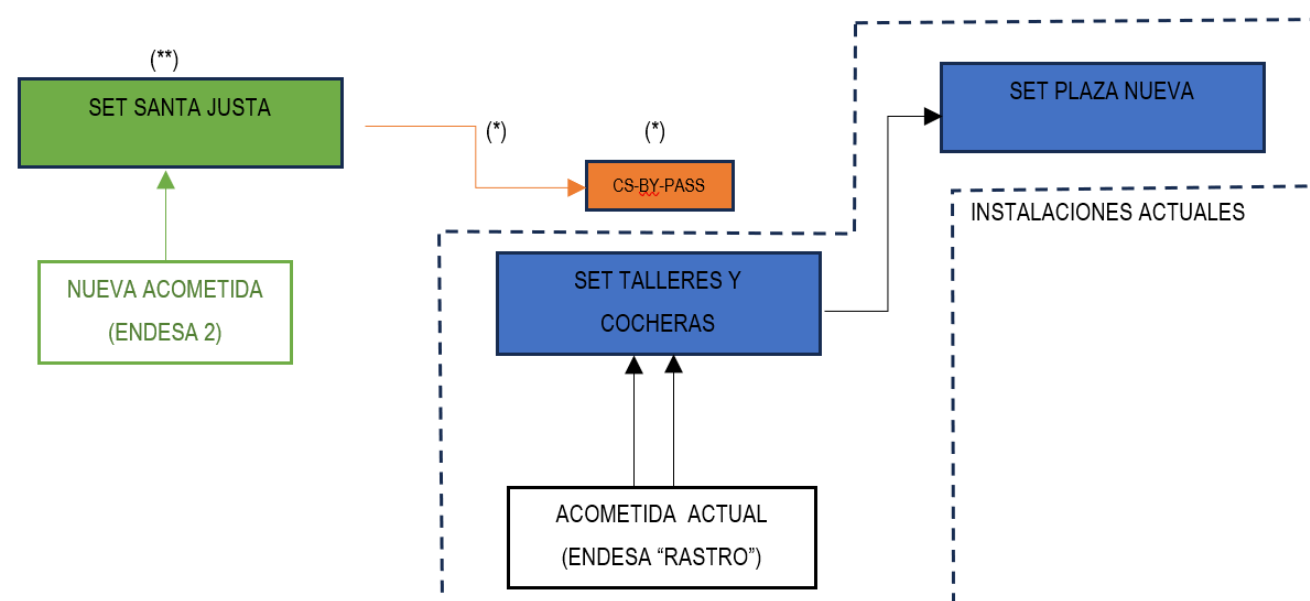 (**)
SET SANTA JUSTA
NUEVA ACOMETIDA
(ENDESA 2)
(*)
(*)
CS-BY-PASS
SET PLAZA NUEVA
INSTALACIONES ACTUALES
SET TALLERES Y
COCHERAS
ACOMETIDA ACTUAL
(ENDESA “RASTRO”)